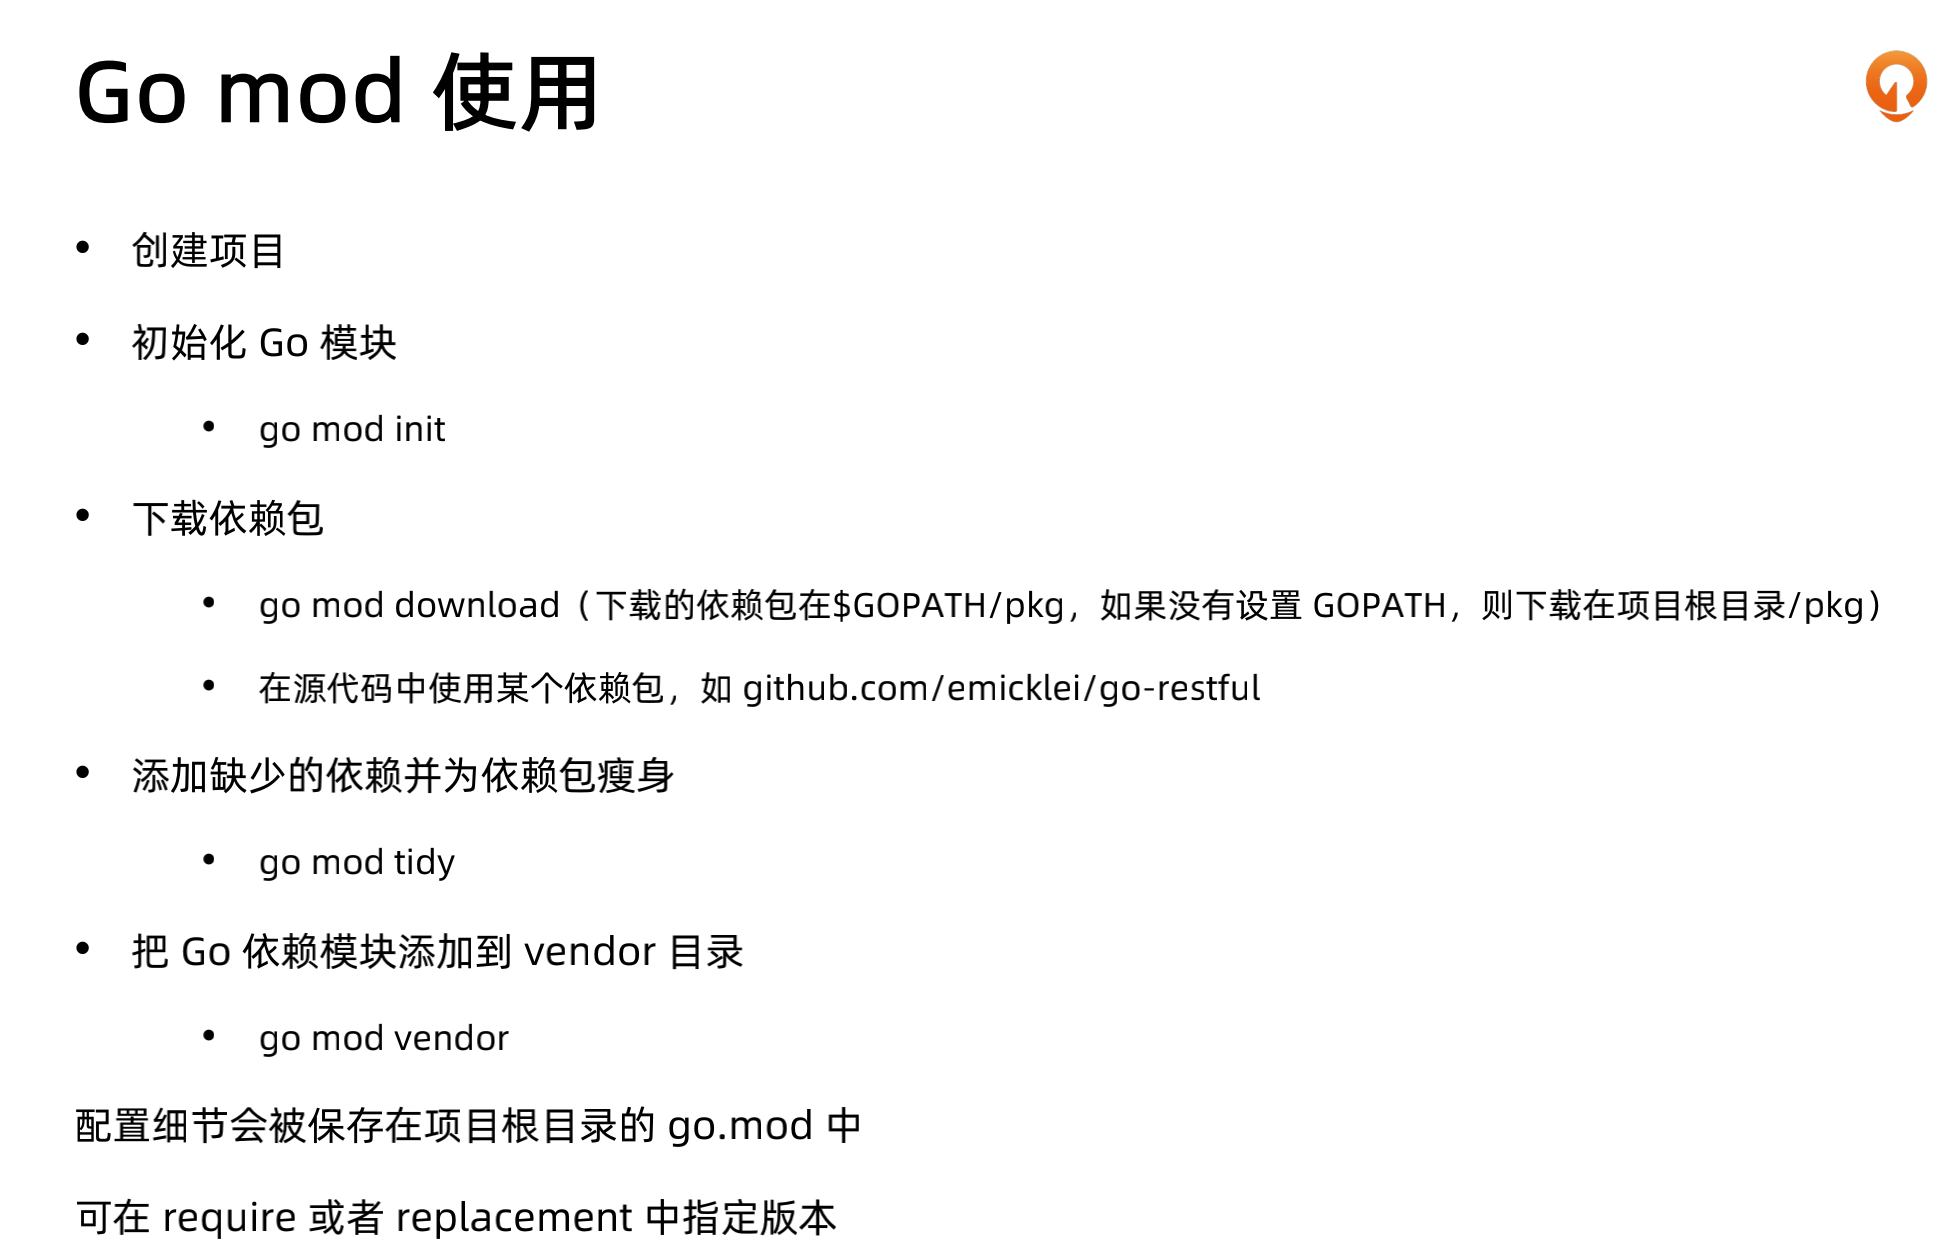 Go mod 使用
• 创建项目
• 初始化 Go 模块
• go mod init
• 下载依赖包
• go mod download（下载的依赖包在$GOPATH/pkg，如果没有设置 GOPATH，则下载在项目根目录/pkg）
• 在源代码中使用某个依赖包，如 github.com/emicklei/go-restful
• 添加缺少的依赖并为依赖包瘦身
• go mod tidy
• 把 Go 依赖模块添加到 vendor 目录
• go mod vendor
配置细节会被保存在项目根目录的 go.mod 中
可在 require 或者 replacement 中指定版本